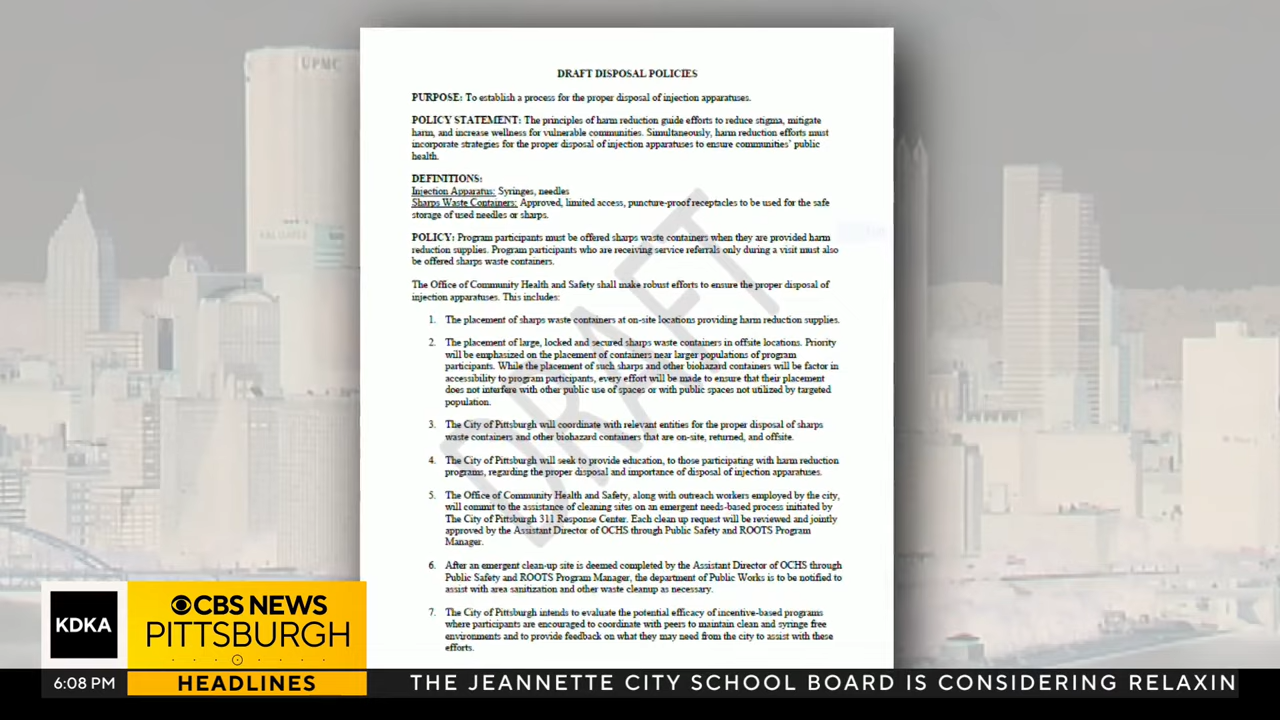 UPMC
DRAFT DISPOSAL POLICIES
PURPOSE: To establish a process for the proper disposal of injection apparatuses.
POLICY STATEMENT: The principles of harm reduction guide efforts to reduce stigma, mitigate
harm, and increase wellness for vulnerable communities. Simultaneously, harm reduction efforts must
incorporate strategies for the proper disposal of injection apparatuses to ensure communities' public
health.
DEFINITIONS:
Injection Apparatus: Syringes, needles
Sharps Waste Containers: Approved, limited access, puncture-proof receptacles to be used for the safe
storage of used needles or sharps.
POLICY: Program participants must be offered sharps waste containers when they are provided harm
reduction supplies. Program participants who are receiving service referrals only during a visit must also
be offered sharps waste containers.
The Office of Community Health and Safety shall make robust efforts to ensure the proper disposal of
injection apparatuses. This includes:
1. The placement of sharps waste containers at on-site locations providing harm reduction supplies.
2. The placement of large, locked and secured sharps waste containers in offsite locations. Priority
will be emphasized on the placement of containers near larger populations of program
participants. While the placement of such sharps and other biohazard containers will be factor in
accessibility to program participants, every effort will be made to ensure that their placement
does not interfere with other public use of spaces or with public spaces not utilized by targeted
population.
3. The City of Pittsburgh will coordinate with relevant entities for the proper disposal of sharps
waste containers and other biohazard containers that are on-site, returned, and offsite.
4. The City of Pittsburgh will seek to provide education, to those participating with harm reduction
programs, regarding the proper disposal and importance of disposal of injection apparatuses.
5. The Office of Community Health and Safety, along with outreach workers employed by the city,
will commit to the assistance of cleaning sites on an emergent needs-based process initiated by
The City of Pittsburgh 311 Response Center. Each clean up request will be reviewed and jointly
approved by the Assistant Director of OCHS through Public Safety and ROOTS Program
Manager.
6. After an emergent clean-up site is deemed completed by the Assistant Director of OCHS through
Public Safety and ROOTS Program Manager, the department of Public Works is to be notified to
assist with area sanitization and other waste cleanup as necessary.
7. The City of Pittsburgh intends to evaluate the potential efficacy of incentive-based programs
where participants are encouraged to coordinate with peers to maintain clean and syringe free
environments and to provide feedback on what they may need from the city to assist with these
efforts.
DRAFT
KDKA
CBS NEWS
PITTSBURGH
6:08 PM
HEADLINES
THE JEANNETTE CITY SCHOOL BOARD IS CONSIDERING RELAXIN